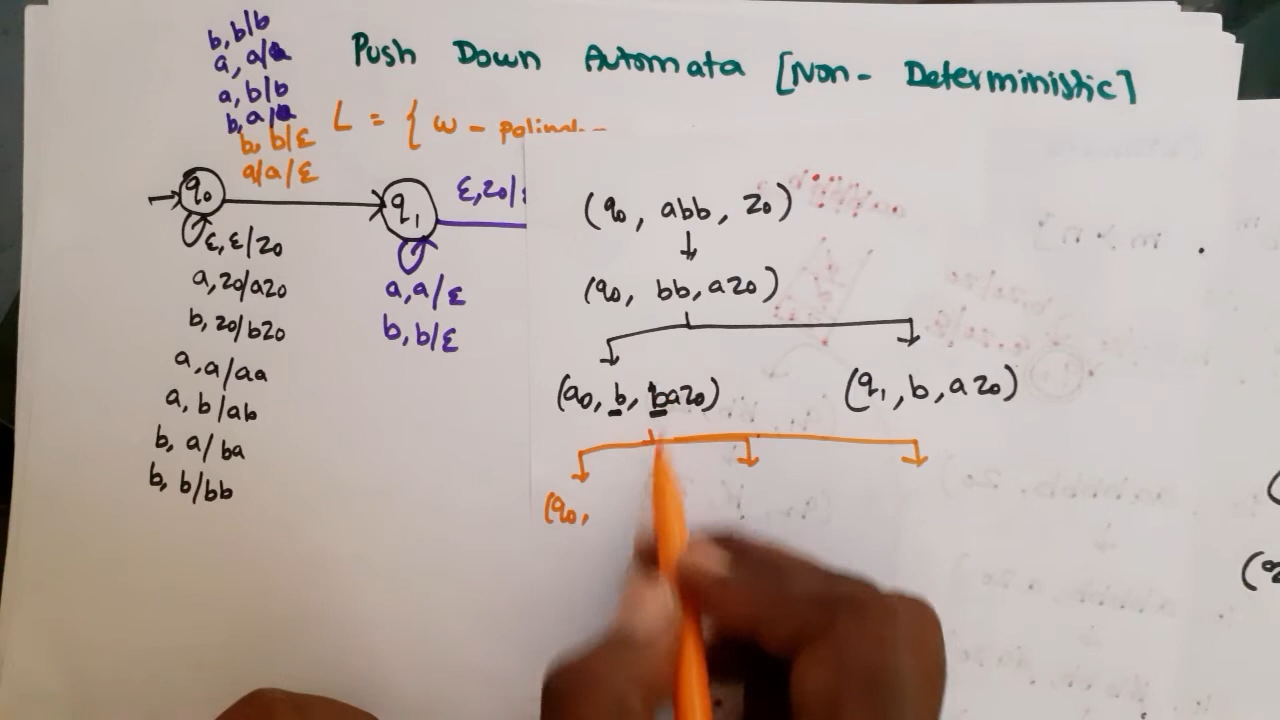 Push Down Automata [Non-Deterministic]
b, b/b
a, a/a
a, b/b
b, a/a
b, b/ε
a/a/ε
L = { w - palind...
q0
q1
ε, z0/
ε, ε/z0
a, z0/az0
b, z0/bz0
a, a/aa
a, b/ab
b, a/ba
b, b/bb
a, a/ε
b, b/ε
(q0, abb, z0)
(q0, bb, az0)
(q0, b, baz0)
(q1, b, az0)
(q0,